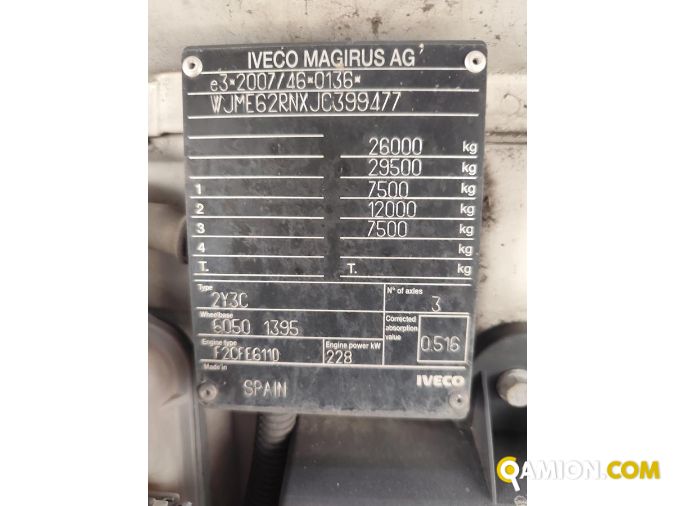 IVECO MAGIRUS AG
e3*2007/46*0136*
WJME62RNXJC399477
26000 kg
29500 kg
1 7500 kg
2 12000 kg
3 7500 kg
4 kg
T. T. kg
Type
2Y3C
N° of axles
3
Wheelbase
6050 1395
Corrected absorption value
0.516
Engine type
F2CFE611D
Engine power kW
228
Made in
SPAIN
IVECO
QAMION.COM